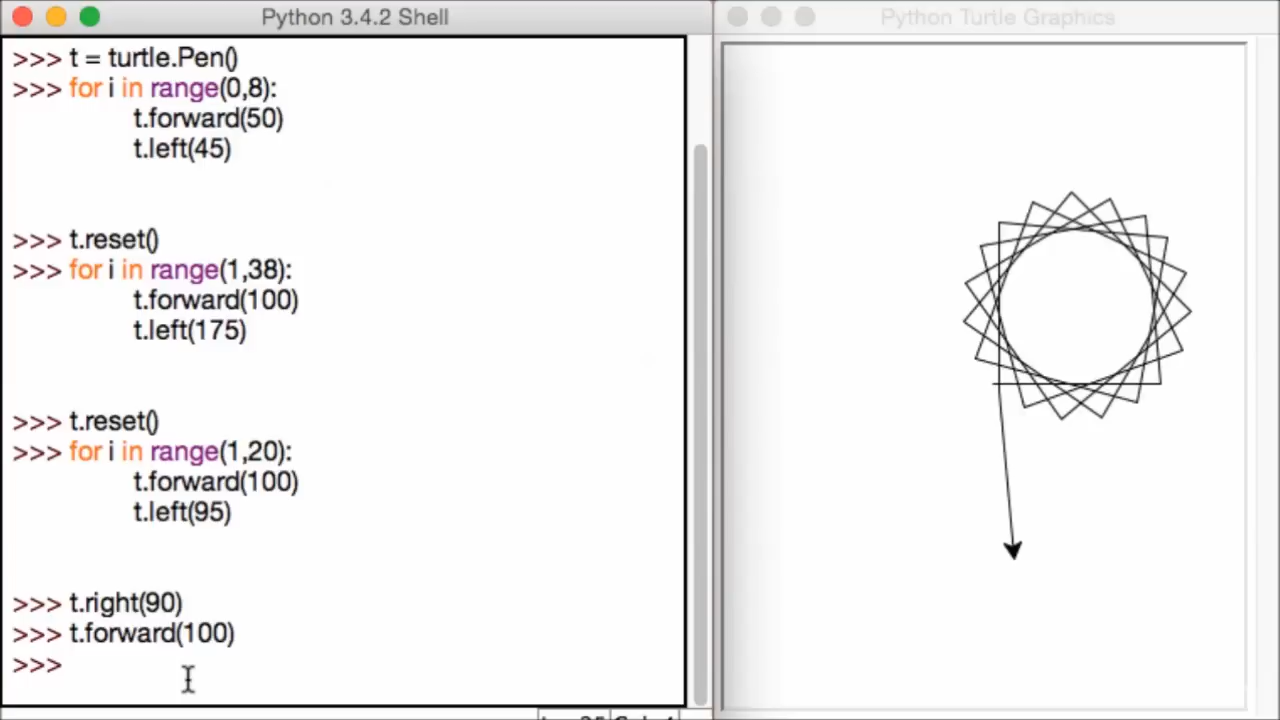 Python 3.4.2 Shell
>>> t = turtle.Pen()
>>> for i in range(0,8):
t.forward(50)
t.left(45)
>>> t.reset()
>>> for i in range(1,38):
t.forward(100)
t.left(175)
>>> t.reset()
>>> for i in range(1,20):
t.forward(100)
t.left(95)
>>> t.right(90)
>>> t.forward(100)
>>>
Python Turtle Graphics